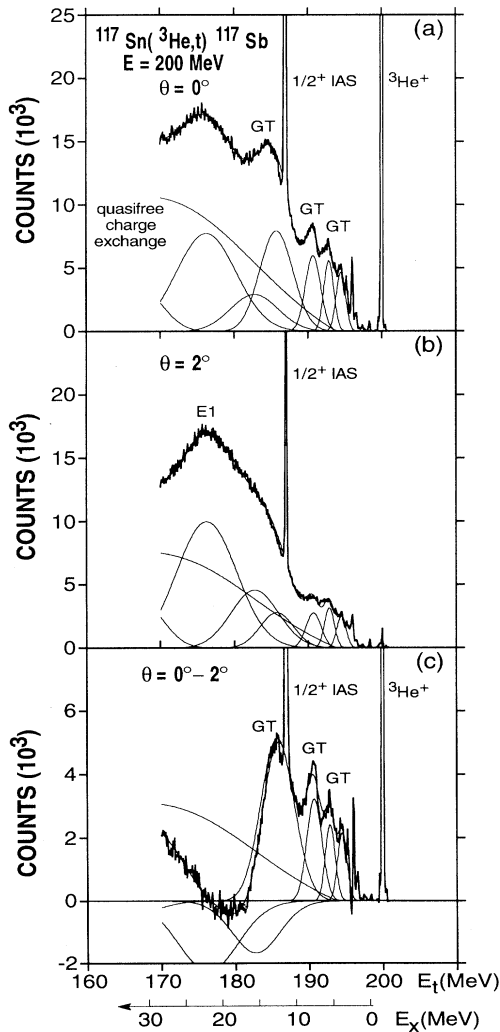 (a)
¹¹⁷Sn( ³He,t) ¹¹⁷Sb
E = 200 MeV
θ = 0°
1/2⁺ IAS
³He⁺
GT
GT
GT
quasifree
charge
exchange
COUNTS (10³)
25
20
15
10
5
0
(b)
θ = 2°
1/2⁺ IAS
E1
COUNTS (10³)
20
15
10
5
0
(c)
θ = 0° – 2°
1/2⁺ IAS
³He⁺
GT
GT
GT
COUNTS (10³)
6
4
2
0
-2
160 170 180 190 200 Eₜ(MeV)
30 20 10 0 Eₓ(MeV)